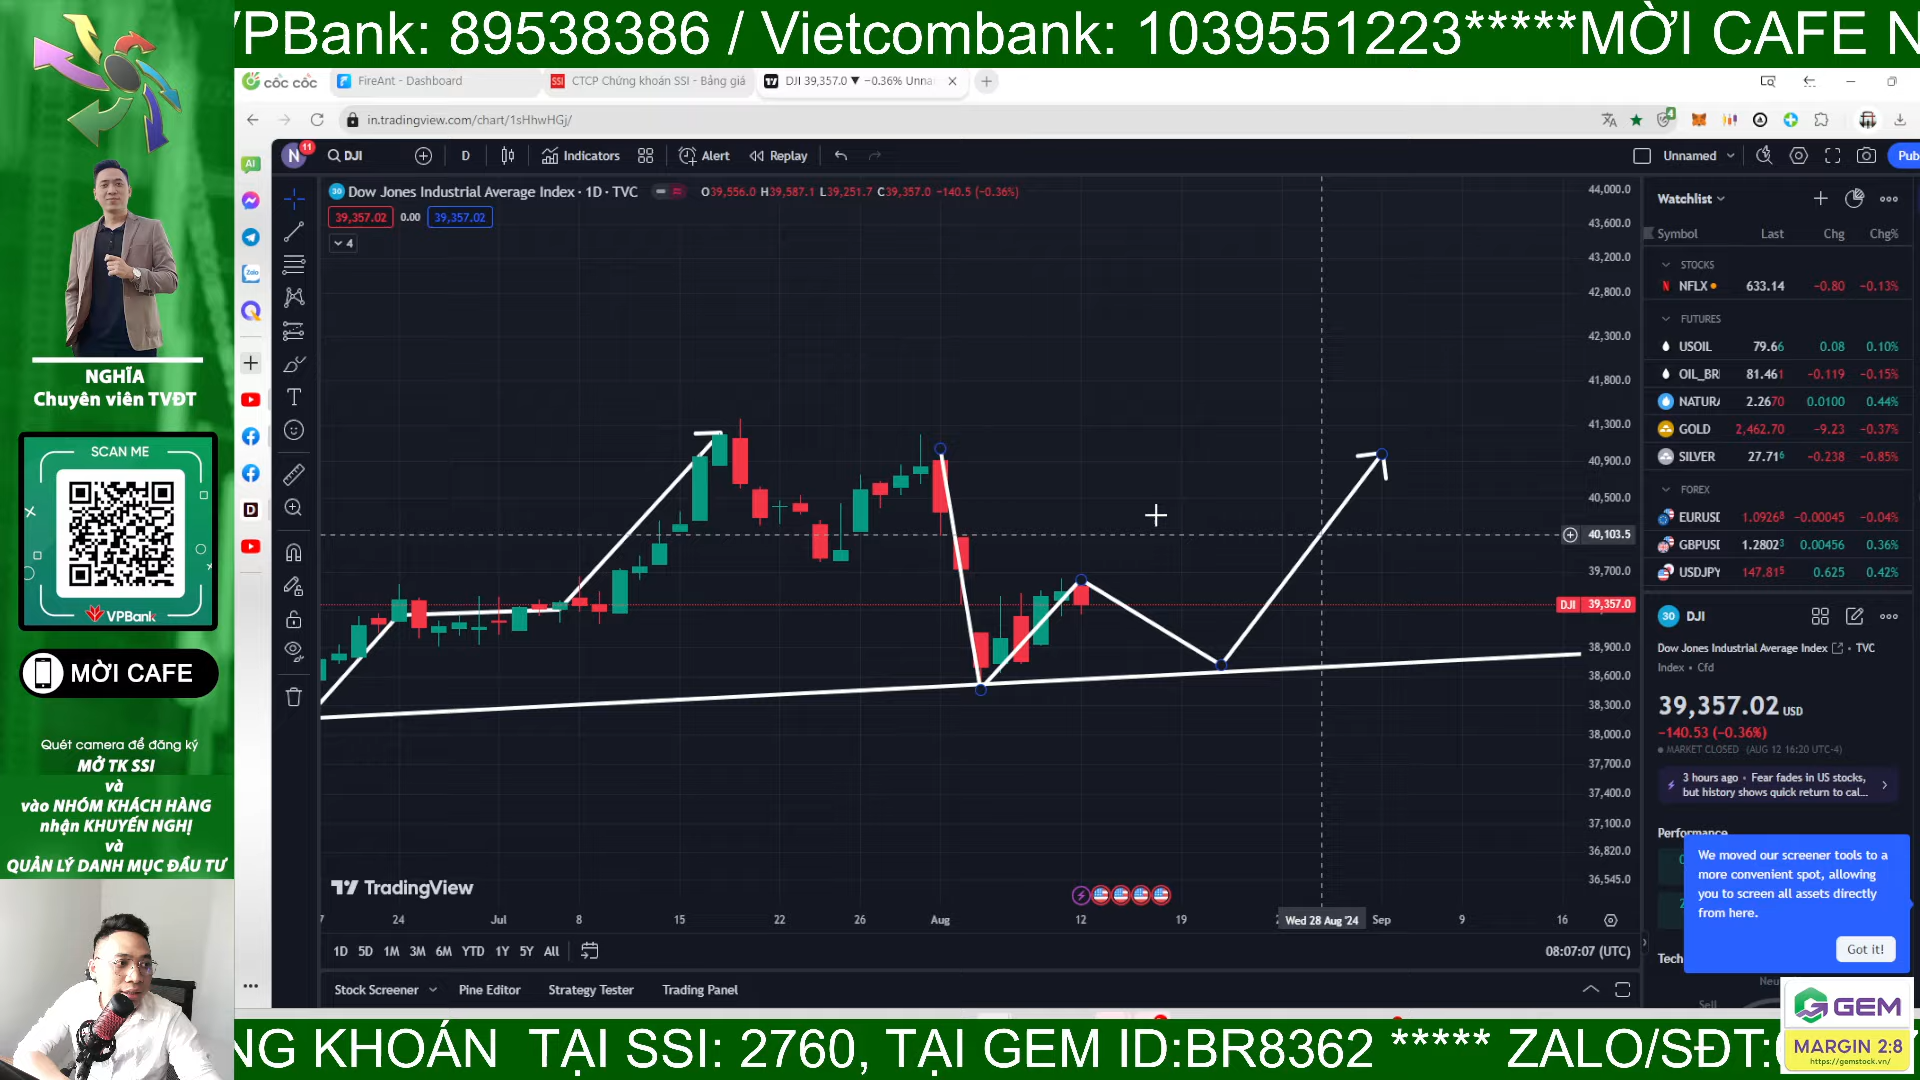 VPBank: 89538386 / Vietcombank: 1039551223*****MỜI CAFE N
cốc cốc
FireAnt - Dashboard
SSI CTCP Chứng khoán SSI - Bảng giá
DJI 39,357.0 ▼ −0.36% Unna
in.tradingview.com/chart/1sHhwHGj/
N 11 DJI D Indicators Alert Replay Unnamed Pub
Dow Jones Industrial Average Index · 1D · TVC O39,556.0 H39,587.1 L39,251.7 C39,357.0 −140.5 (−0.36%)
39,357.02 0.00 39,357.02
4
44,000.0
43,600.0
43,200.0
42,800.0
42,300.0
41,800.0
41,300.0
40,900.0
40,500.0
40,103.5
39,700.0
DJI 39,357.0
38,900.0
38,600.0
38,300.0
38,000.0
37,700.0
37,400.0
37,100.0
36,820.0
36,545.0
TradingView
7 24 Jul 8 15 22 26 Aug 12 19 Wed 28 Aug '24 Sep 9 16
1D 5D 1M 3M 6M YTD 1Y 5Y All 08:07:07 (UTC)
Stock Screener Pine Editor Strategy Tester Trading Panel
Watchlist
Symbol Last Chg Chg%
STOCKS
NFLX 633.14 −0.80 −0.13%
FUTURES
USOIL 79.66 0.08 0.10%
OIL_BRI 81.461 −0.119 −0.15%
NATURA 2.2670 0.0100 0.44%
GOLD 2,462.70 −9.23 −0.37%
SILVER 27.716 −0.238 −0.85%
FOREX
EURUSD 1.09268 −0.00045 −0.04%
GBPUSD 1.28023 0.00456 0.36%
USDJPY 147.815 0.625 0.42%
30 DJI
Dow Jones Industrial Average Index · TVC
Index · Cfd
39,357.02 USD
−140.53 (−0.36%)
MARKET CLOSED (AUG 12 16:20 UTC-4)
3 hours ago · Fear fades in US stocks,
but history shows quick return to cal...
Performance
We moved our screener tools to a
more convenient spot, allowing
you to screen all assets directly
from here.
Got it!
Tech
Neu
Sell
GEM
MARGIN 2:8
https://gemstock.vn/
NGHĨA
Chuyên viên TVĐT
SCAN ME
VPBank
MỜI CAFE
Quét camera để đăng ký
MỞ TK SSI
và
vào NHÓM KHÁCH HÀNG
nhận KHUYẾN NGHỊ
và
QUẢN LÝ DANH MỤC ĐẦU TƯ
AI
Zalo
D
NG KHOÁN TẠI SSI: 2760, TẠI GEM ID:BR8362 ***** ZALO/SĐT: